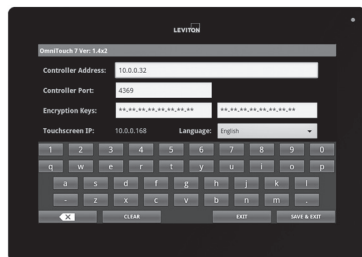 LEVITON
OmniTouch 7 Ver: 1.4x2
Controller Address: 10.0.0.32
Controller Port: 4369
Encryption Keys: **-**-**-**-**-**-**-** **-**-**-**-**-**-**-**
Touchscreen IP: 10.0.0.168 Language: English
1 2 3 4 5 6 7 8 9 0
q w e r t y u i o p
a s d f g h j k l
- z x c v b n m .
CLEAR EXIT SAVE & EXIT